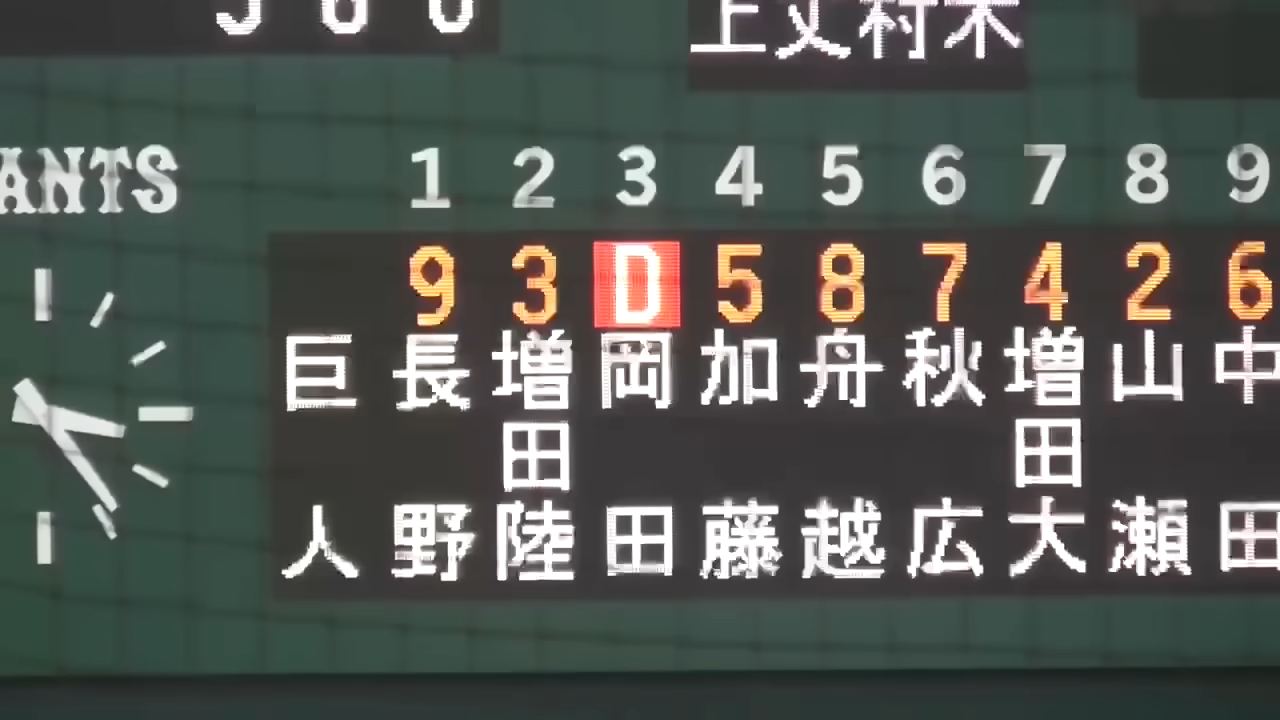 ANTS 1 2 3 4 5 6 7 8 9
9 3 D 5 8 7 4 2 6
巨人
長野
増田陸
岡田
加藤
舟越
秋広
増田大
山瀬
中田